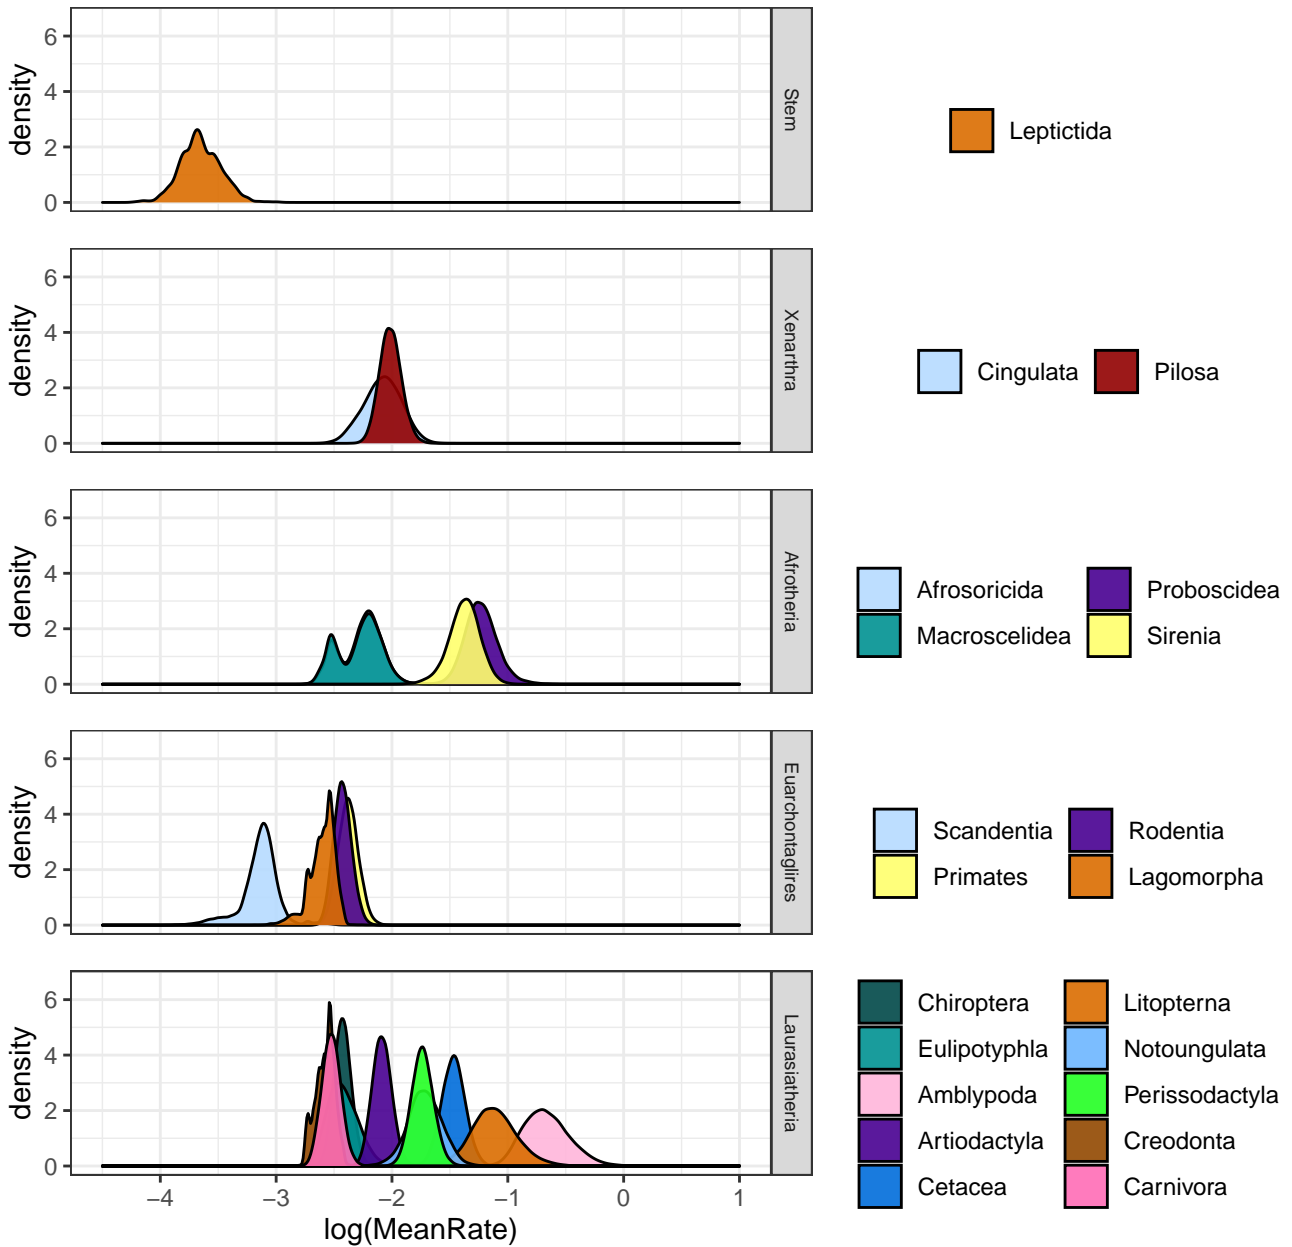 density
6
4
2
0
Stem
Leptictida
density
6
4
2
0
Xenarthra
Cingulata
Pilosa
density
6
4
2
0
Afrotheria
Afrosoricida
Proboscidea
Macroscelidea
Sirenia
density
6
4
2
0
Euarchontaglires
Scandentia
Rodentia
Primates
Lagomorpha
density
6
4
2
0
Laurasiatheria
Chiroptera
Litopterna
Eulipotyphla
Notoungulata
Amblypoda
Perissodactyla
Artiodactyla
Creodonta
Cetacea
Carnivora
−4 −3 −2 −1 0 1
log(MeanRate)